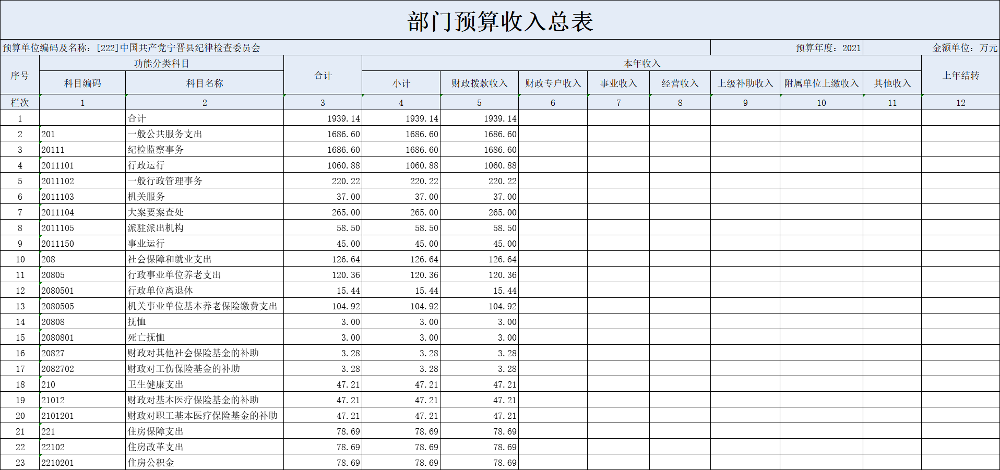 部门预算收入总表
预算单位编码及名称：[222]中国共产党宁晋县纪律检查委员会 预算年度：2021 金额单位：万元
序号 功能分类科目 合计 本年收入 上年结转
科目编码 科目名称 小计 财政拨款收入 财政专户收入 事业收入 经营收入 上级补助收入 附属单位上缴收入 其他收入
栏次 1 2 3 4 5 6 7 8 9 10 11 12
1 合计 1939.14 1939.14 1939.14
2 201 一般公共服务支出 1686.60 1686.60 1686.60
3 20111 纪检监察事务 1686.60 1686.60 1686.60
4 2011101 行政运行 1060.88 1060.88 1060.88
5 2011102 一般行政管理事务 220.22 220.22 220.22
6 2011103 机关服务 37.00 37.00 37.00
7 2011104 大案要案查处 265.00 265.00 265.00
8 2011105 派驻派出机构 58.50 58.50 58.50
9 2011150 事业运行 45.00 45.00 45.00
10 208 社会保障和就业支出 126.64 126.64 126.64
11 20805 行政事业单位养老支出 120.36 120.36 120.36
12 2080501 行政单位离退休 15.44 15.44 15.44
13 2080505 机关事业单位基本养老保险缴费支出 104.92 104.92 104.92
14 20808 抚恤 3.00 3.00 3.00
15 2080801 死亡抚恤 3.00 3.00 3.00
16 20827 财政对其他社会保险基金的补助 3.28 3.28 3.28
17 2082702 财政对工伤保险基金的补助 3.28 3.28 3.28
18 210 卫生健康支出 47.21 47.21 47.21
19 21012 财政对基本医疗保险基金的补助 47.21 47.21 47.21
20 2101201 财政对职工基本医疗保险基金的补助 47.21 47.21 47.21
21 221 住房保障支出 78.69 78.69 78.69
22 22102 住房改革支出 78.69 78.69 78.69
23 2210201 住房公积金 78.69 78.69 78.69